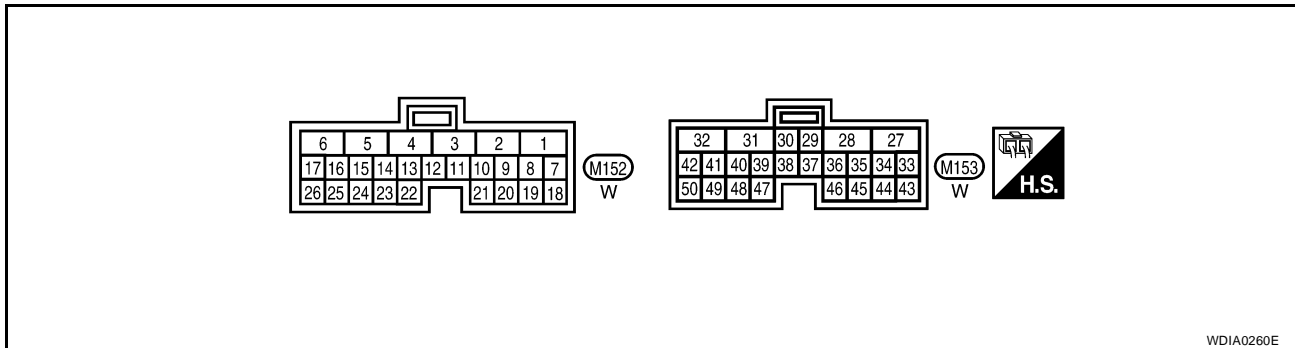 6 5 4 3 2 1
17 16 15 14 13 12 11 10 9 8 7
26 25 24 23 22 21 20 19 18
M152
W
32 31 30 29 28 27
42 41 40 39 38 37 36 35 34 33
50 49 48 47 46 45 44 43
M153
W
H.S.
WDIA0260E